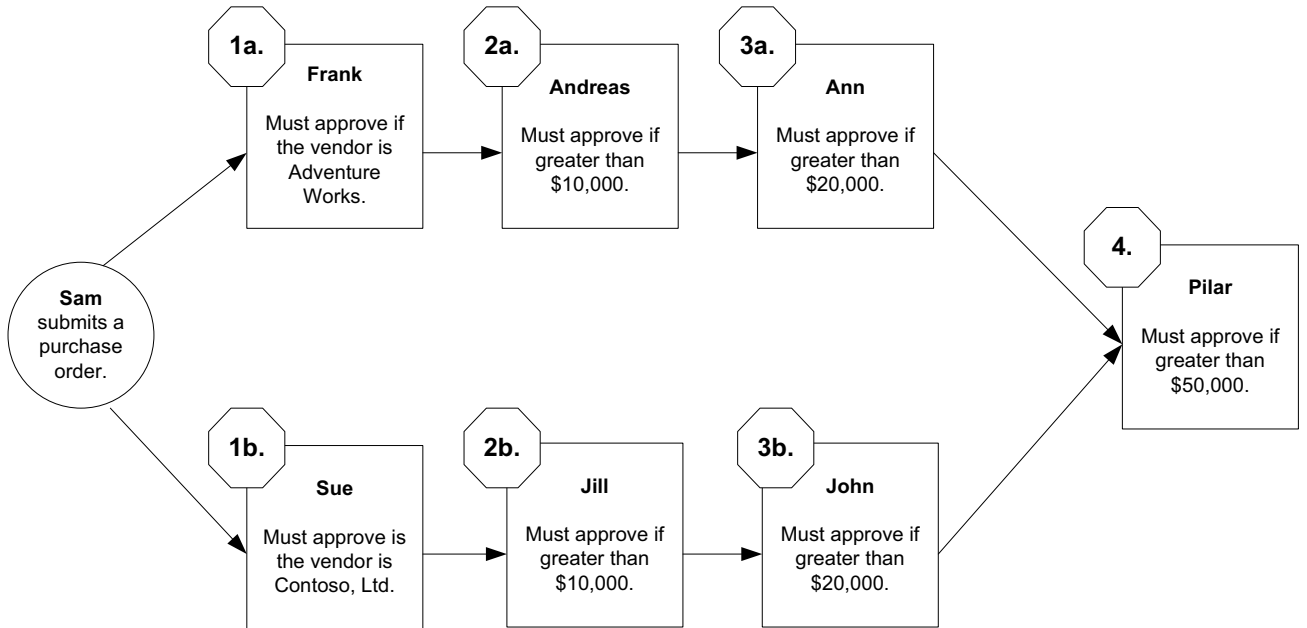 Sam
submits a
purchase
order.
1a.
Frank
Must approve if
the vendor is
Adventure
Works.
2a.
Andreas
Must approve if
greater than
$10,000.
3a.
Ann
Must approve if
greater than
$20,000.
1b.
Sue
Must approve is
the vendor is
Contoso, Ltd.
2b.
Jill
Must approve if
greater than
$10,000.
3b.
John
Must approve if
greater than
$20,000.
4.
Pilar
Must approve if
greater than
$50,000.